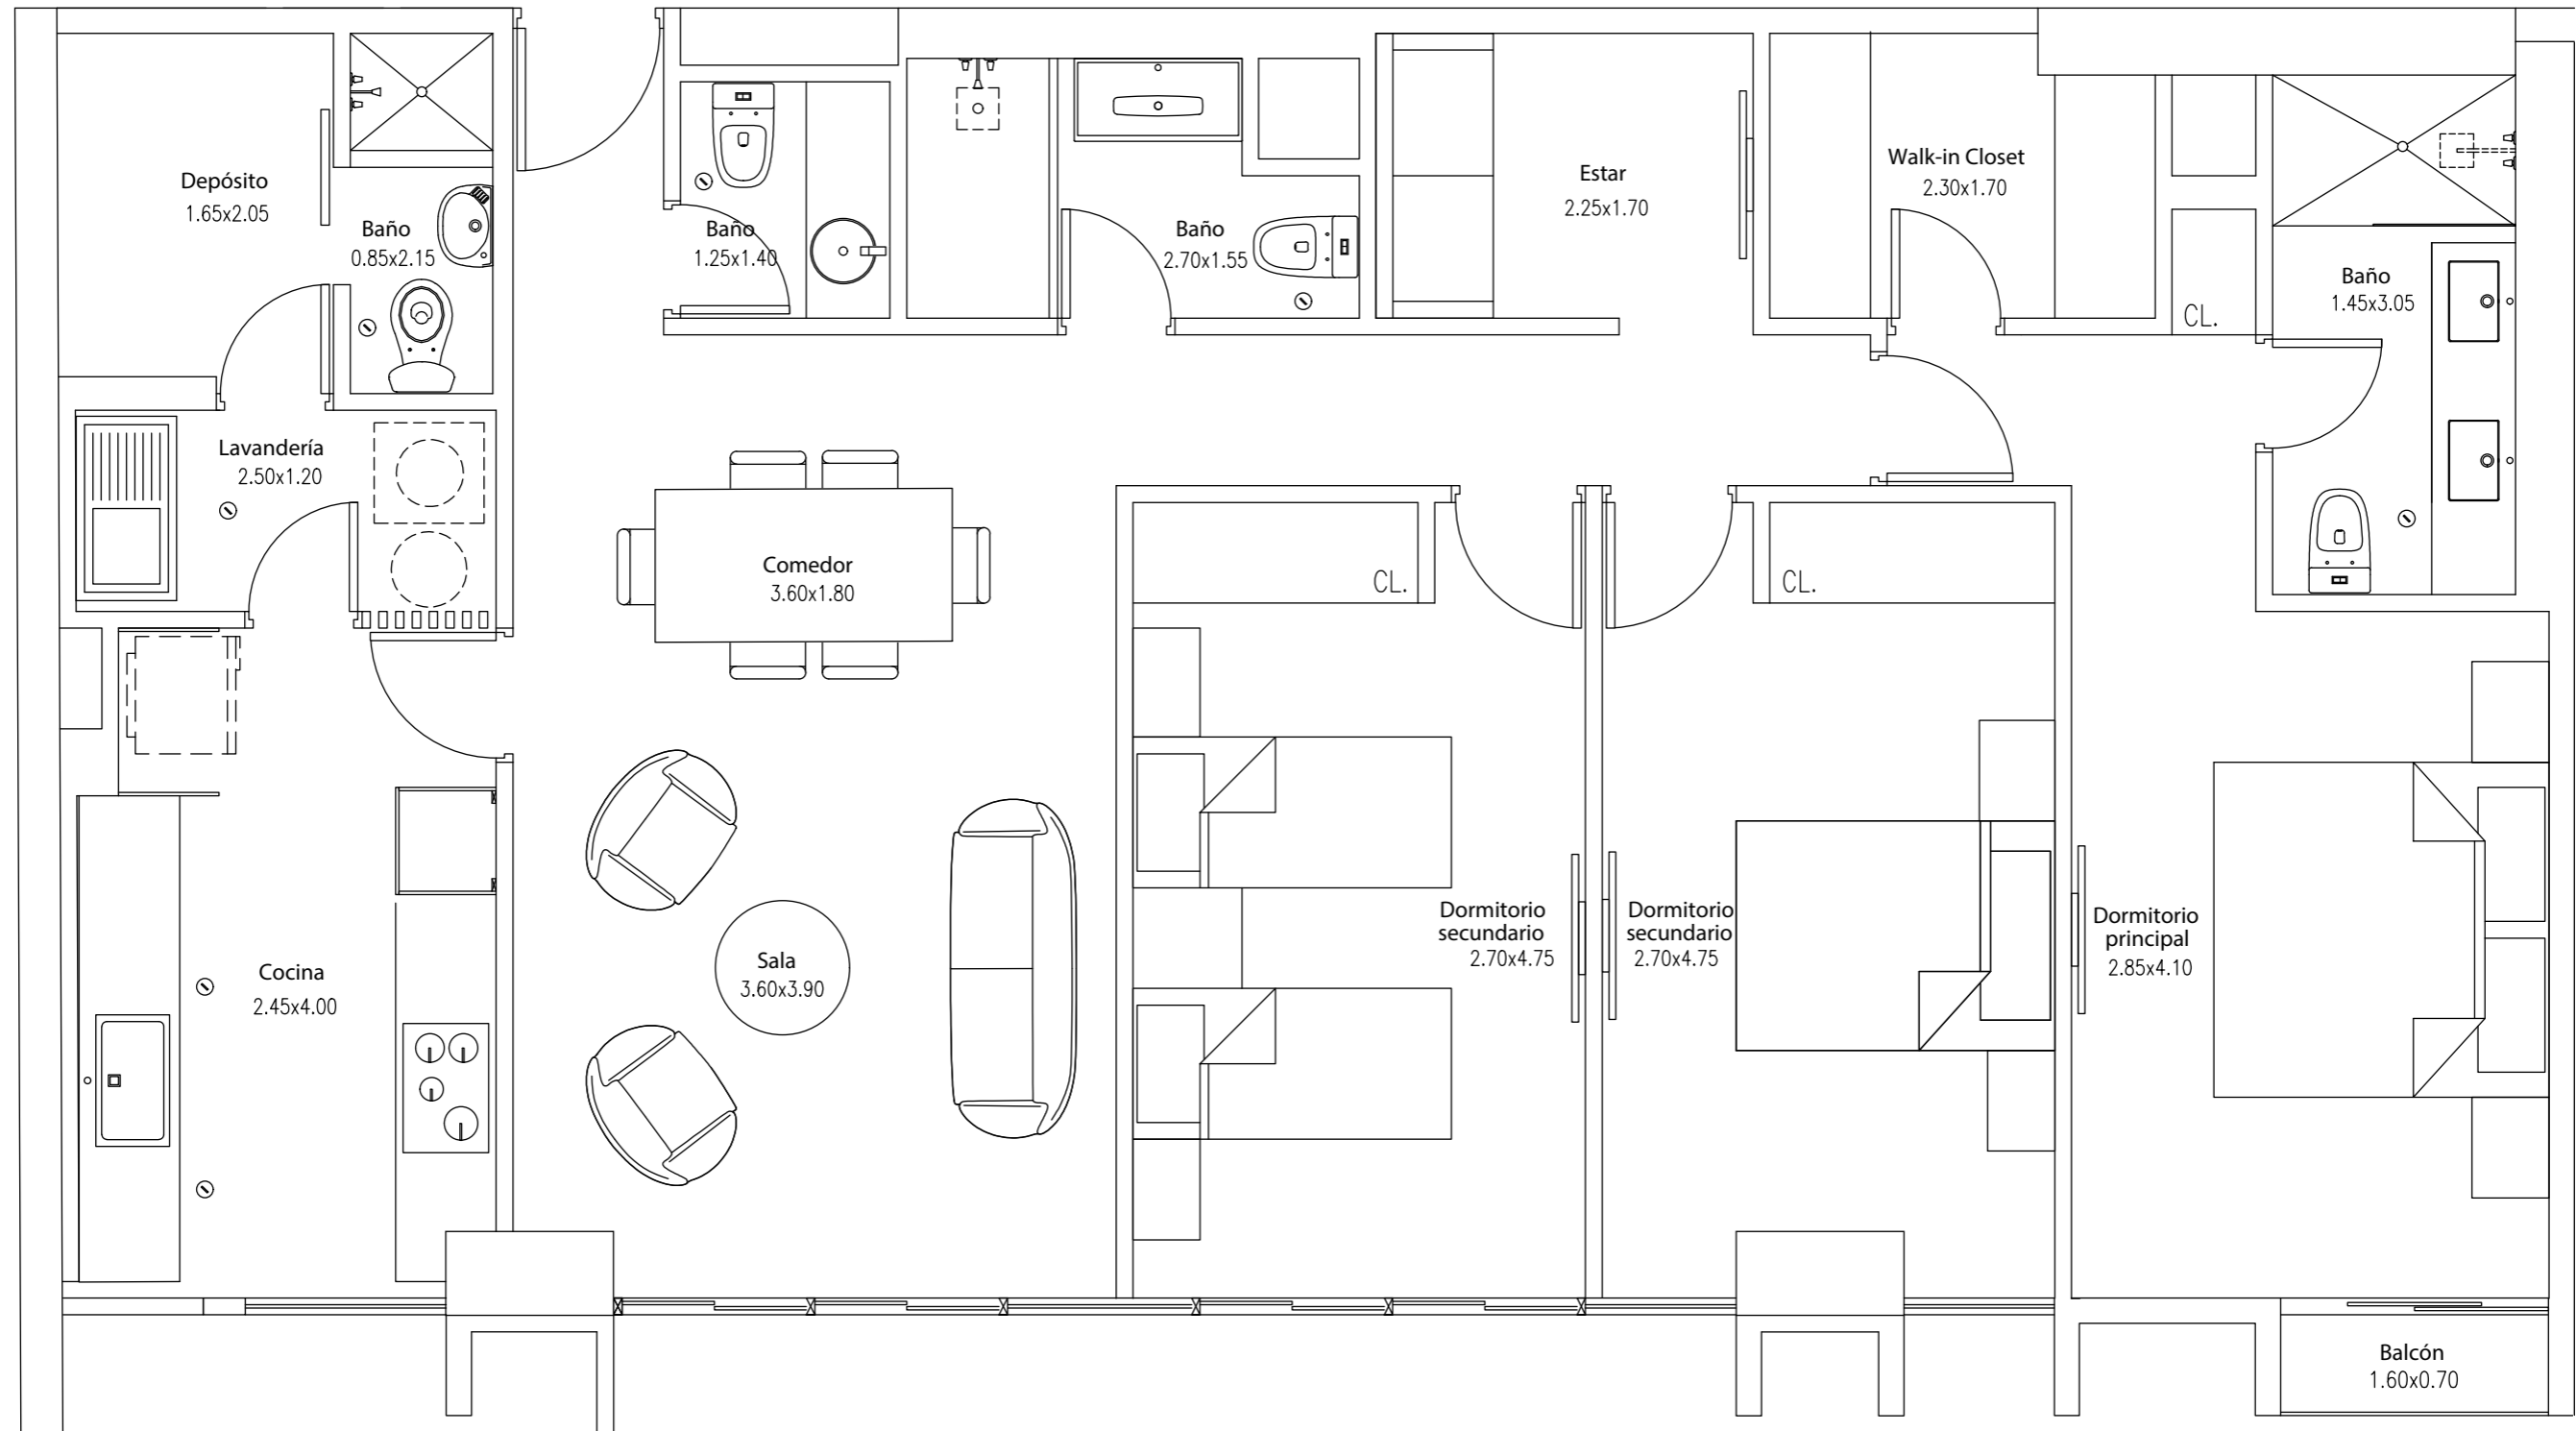 Depósito
1.65x2.05
Baño
0.85x2.15
Baño
1.25x1.40
Baño
2.70x1.55
Estar
2.25x1.70
Walk-in Closet
2.30x1.70
CL.
Baño
1.45x3.05
Lavandería
2.50x1.20
Comedor
3.60x1.80
CL.
CL.
Cocina
2.45x4.00
Sala
3.60x3.90
Dormitorio
secundario
2.70x4.75
Dormitorio
secundario
2.70x4.75
Dormitorio
principal
2.85x4.10
Balcón
1.60x0.70